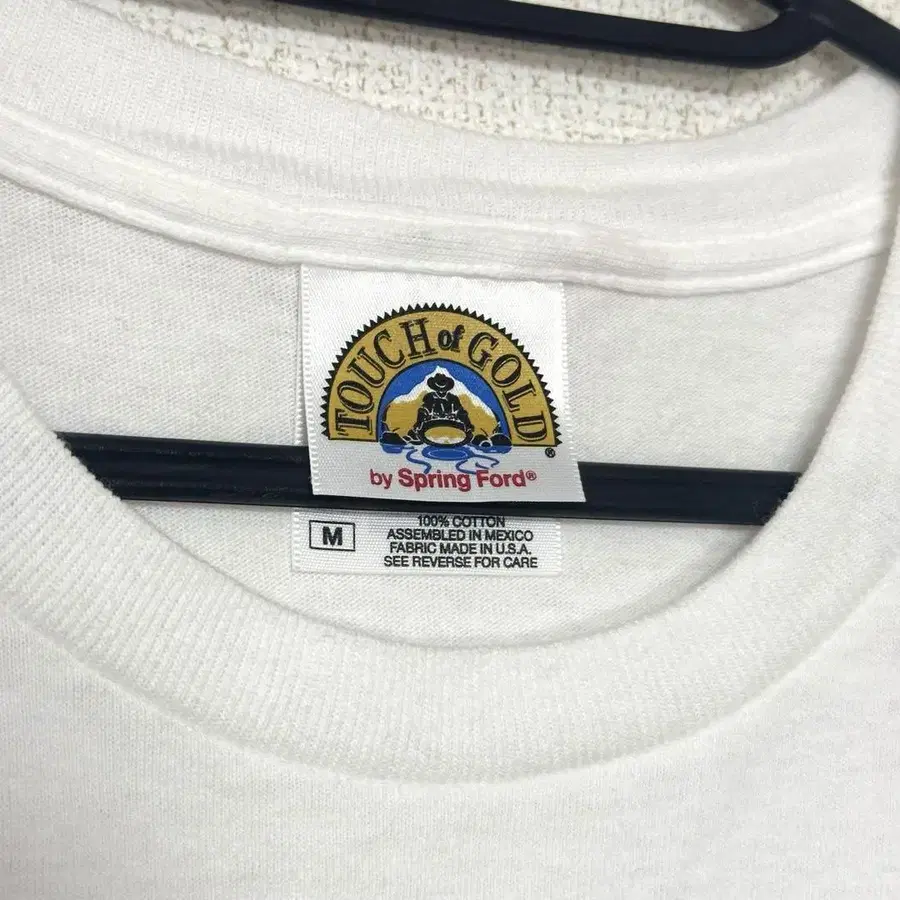 TOUCH of GOLD®
by Spring Ford®
M
100% COTTON
ASSEMBLED IN MEXICO
FABRIC MADE IN U.S.A.
SEE REVERSE FOR CARE